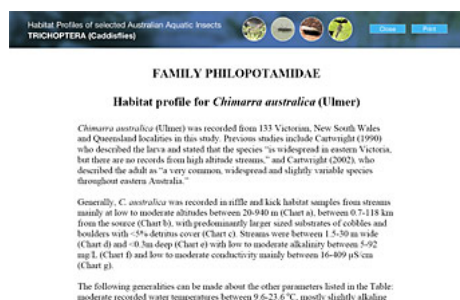 Habitat Profiles of selected Australian Aquatic Insects
TRICHOPTERA (Caddisflies)
Close
Print
FAMILY PHILOPOTAMIDAE
Habitat profile for Chimarra australica (Ulmer)
Chimarra australica (Ulmer) was recorded from 133 Victorian, New South Wales
and Queensland localities in this study. Previous studies include Cartwright (1990)
who described the larva and stated that the species "is widespread in eastern Victoria,
but there are no records from high altitude streams," and Cartwright (2002), who
described the adult as "a very common, widespread and slightly variable species
throughout eastern Australia."
Generally, C. australica was recorded in riffle and kick habitat samples from streams
mainly at low to moderate altitudes between 20-940 m (Chart a), between 0.7-118 km
from the source (Chart b), with predominantly larger sized substrates of cobbles and
boulders with <5% detritus cover (Chart c). Streams were between 1.5-30 m wide
(Chart d) and <0.3m deep (Chart e) with low to moderate alkalinity between 5-92
mg/L (Chart f) and low to moderate conductivity mainly between 16-409 µS/cm
(Chart g).
The following generalities can be made about the other parameters listed in the Table:
moderate recorded water temperatures between 9.6-23.6 °C, mostly slightly alkaline